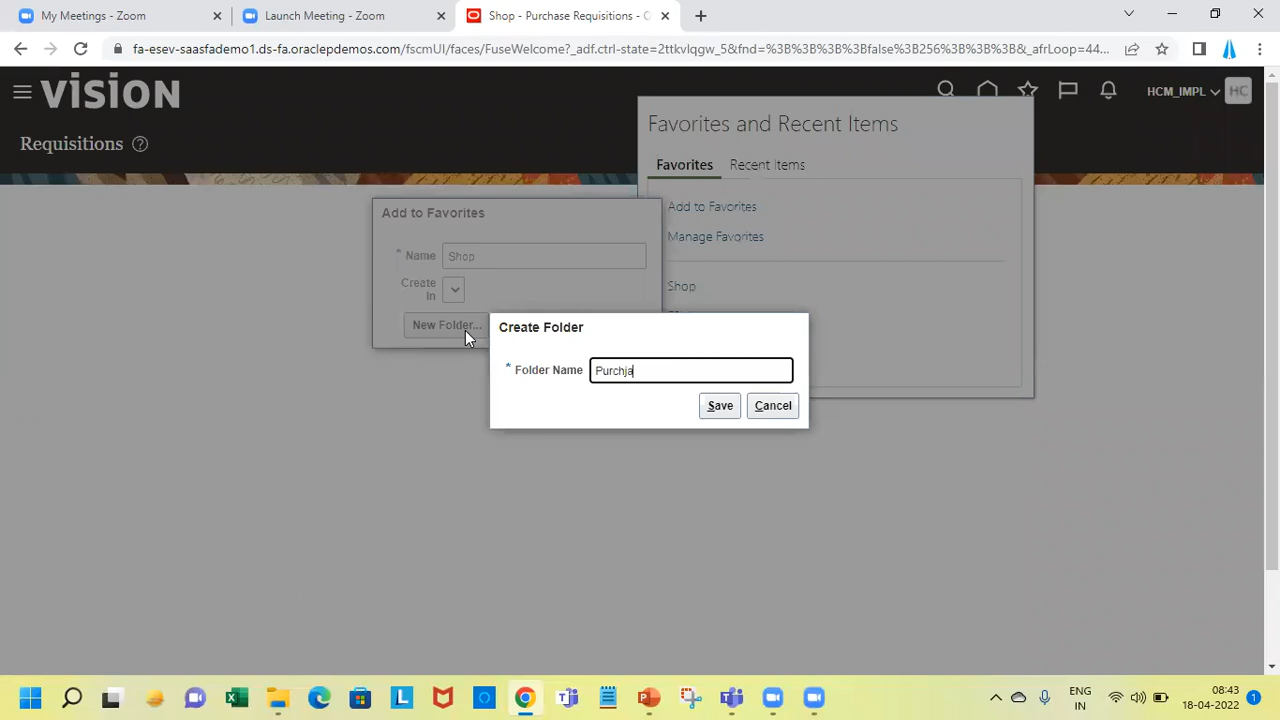 My Meetings - Zoom
Launch Meeting - Zoom
Shop - Purchase Requisitions - O
fa-esev-saasfademo1.ds-fa.oraclepdemos.com/fscmUI/faces/FuseWelcome?_adf.ctrl-state=2ttkvlqgw_5&fnd=%3B%3B%3B%3Bfalse%3B256%3B%3B%3B&_afrLoop=44...
VISION
HCM_IMPL
HC
Requisitions
Favorites and Recent Items
Favorites
Recent Items
Add to Favorites
Manage Favorites
Shop
Add to Favorites
* Name
Shop
Create In
New Folder...
Create Folder
* Folder Name
Purchja
Save
Cancel
ENG
IN
08:43
18-04-2022
1